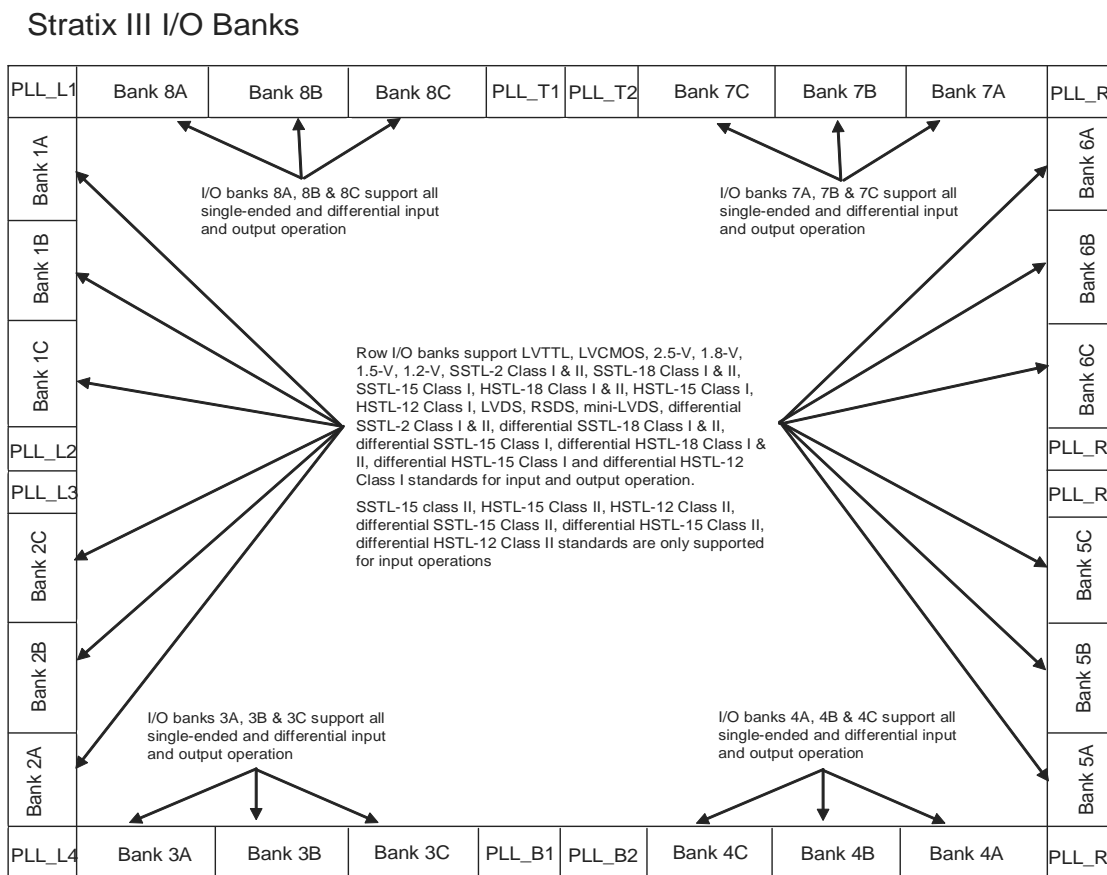 Stratix III I/O Banks
PLL_L1 Bank 8A Bank 8B Bank 8C PLL_T1 PLL_T2 Bank 7C Bank 7B Bank 7A PLL_R
Bank 1A
Bank 1B
Bank 1C
PLL_L2
PLL_L3
Bank 2C
Bank 2B
Bank 2A
I/O banks 8A, 8B & 8C support all
single-ended and differential input
and output operation
I/O banks 7A, 7B & 7C support all
single-ended and differential input
and output operation
Row I/O banks support LVTTL, LVCMOS, 2.5-V, 1.8-V,
1.5-V, 1.2-V, SSTL-2 Class I & II, SSTL-18 Class I & II,
SSTL-15 Class I, HSTL-18 Class I & II, HSTL-15 Class I,
HSTL-12 Class I, LVDS, RSDS, mini-LVDS, differential
SSTL-2 Class I & II, differential SSTL-18 Class I & II,
differential SSTL-15 Class I, differential HSTL-18 Class I &
II, differential HSTL-15 Class I and differential HSTL-12
Class I standards for input and output operation.
SSTL-15 class II, HSTL-15 Class II, HSTL-12 Class II,
differential SSTL-15 Class II, differential HSTL-15 Class II,
differential HSTL-12 Class II standards are only supported
for input operations
I/O banks 3A, 3B & 3C support all
single-ended and differential input
and output operation
I/O banks 4A, 4B & 4C support all
single-ended and differential input
and output operation
Bank 6A
Bank 6B
Bank 6C
PLL_R
PLL_R
Bank 5C
Bank 5B
Bank 5A
PLL_L4 Bank 3A Bank 3B Bank 3C PLL_B1 PLL_B2 Bank 4C Bank 4B Bank 4A PLL_R